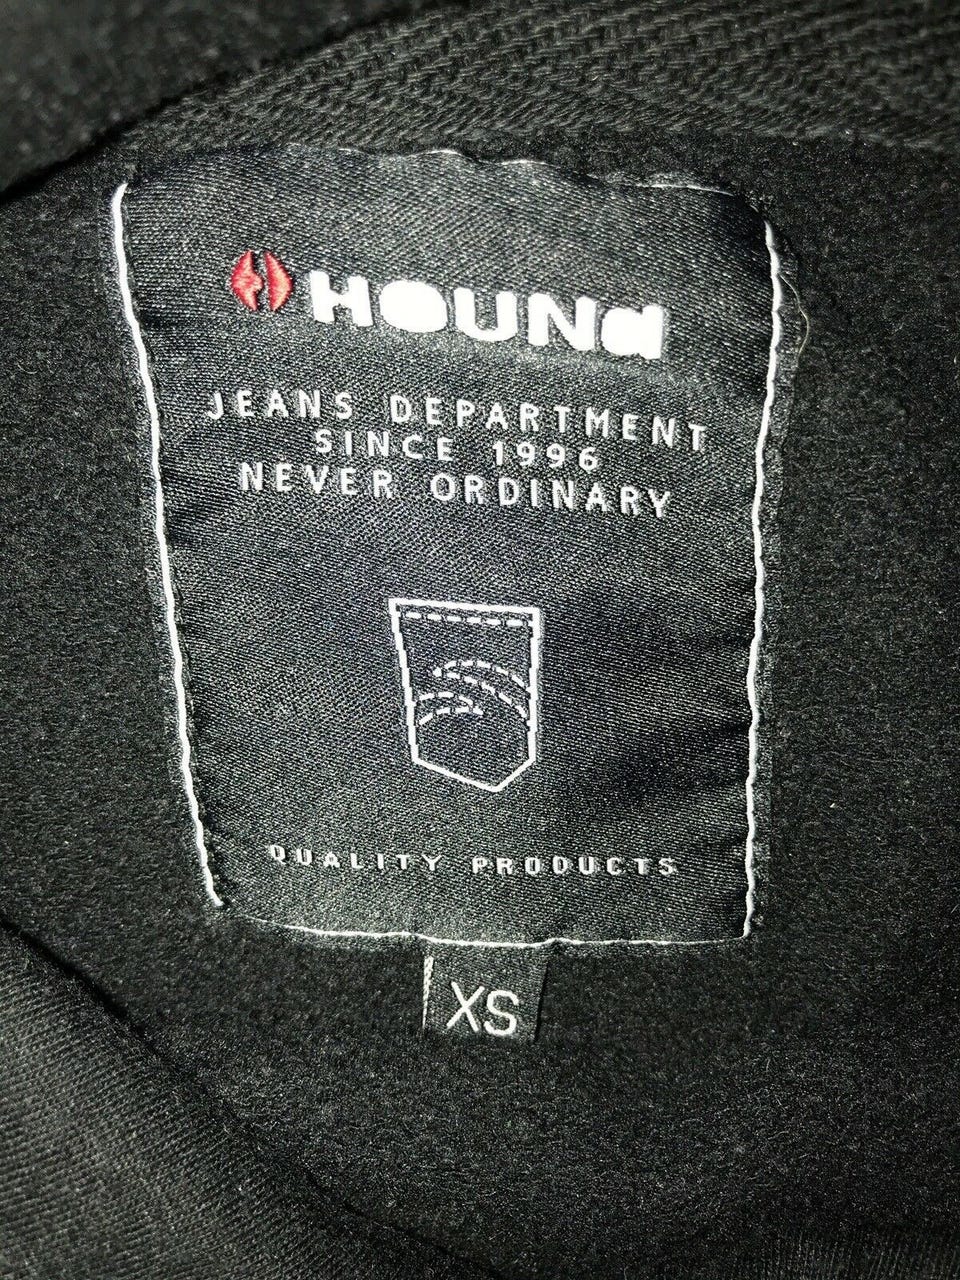 HOUNd
JEANS DEPARTMENT
SINCE 1996
NEVER ORDINARY
QUALITY PRODUCTS
XS